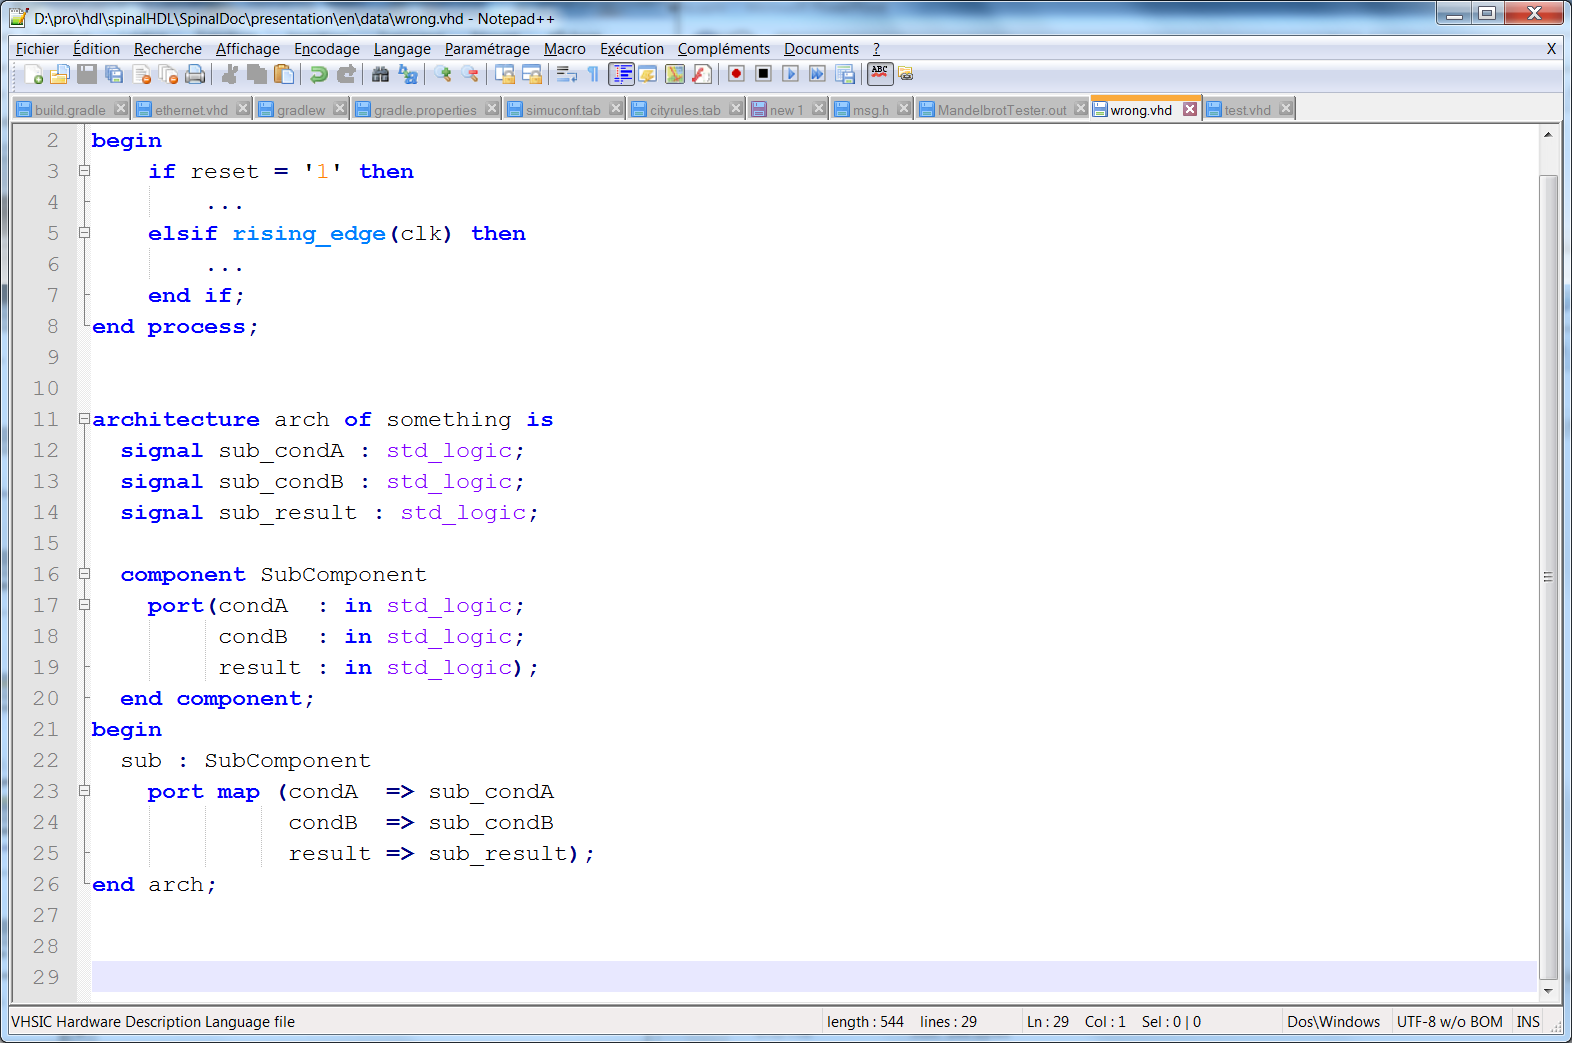 D:\pro\hdl\spinalHDL\SpinalDoc\presentation\en\data\wrong.vhd - Notepad++
Fichier Édition Recherche Affichage Encodage Langage Paramétrage Macro Exécution Compléments Documents ? X
ABC
build.gradle ethernet.vhd gradlew gradle.properties simuconf.tab cityrules.tab new 1 msg.h MandelbrotTester.out wrong.vhd test.vhd
2 begin
3 if reset = '1' then
4 ...
5 elsif rising_edge(clk) then
6 ...
7 end if;
8 end process;
9
10
11 architecture arch of something is
12 signal sub_condA : std_logic;
13 signal sub_condB : std_logic;
14 signal sub_result : std_logic;
15
16 component SubComponent
17 port(condA : in std_logic;
18 condB : in std_logic;
19 result : in std_logic);
20 end component;
21 begin
22 sub : SubComponent
23 port map (condA => sub_condA
24 condB => sub_condB
25 result => sub_result);
26 end arch;
27
28
29
VHSIC Hardware Description Language file length : 544 lines : 29 Ln : 29 Col : 1 Sel : 0 | 0 Dos\Windows UTF-8 w/o BOM INS